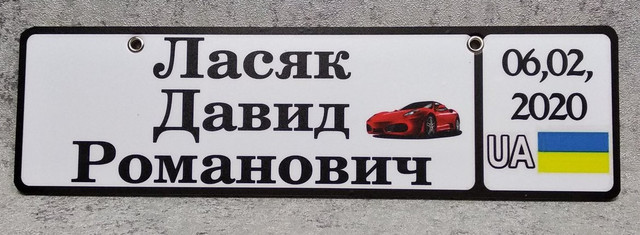 Ласяк
Давид
Романович
06,02,
2020
UA